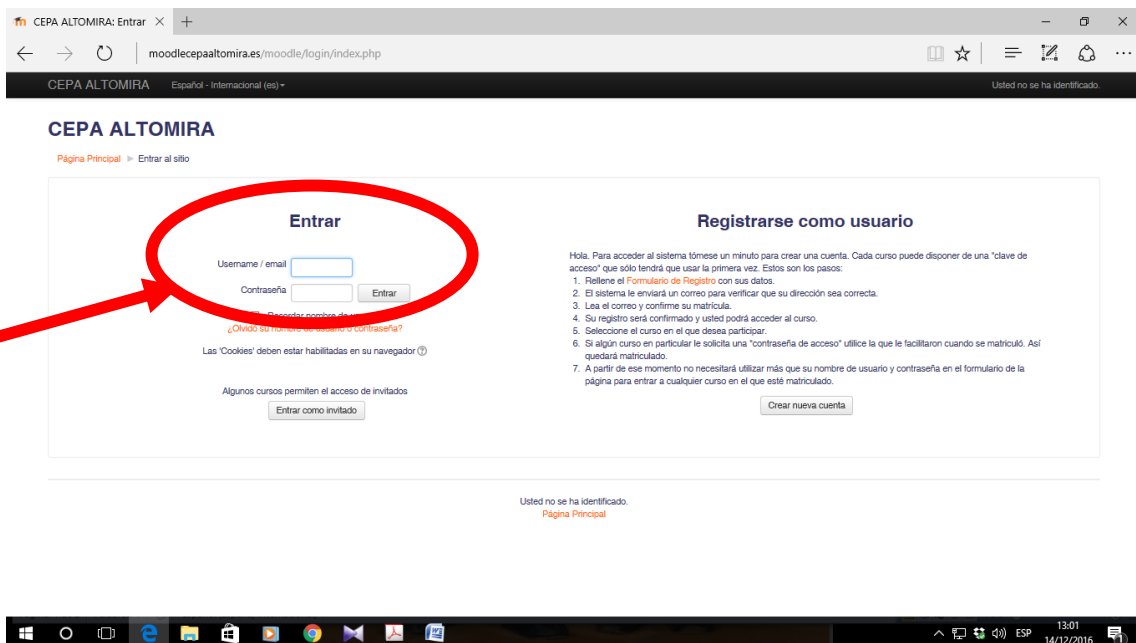 CEPA ALTOMIRA: Entrar
moodlecepaaltomira.es/moodle/login/index.php
CEPA ALTOMIRA Español - Internacional (es) Usted no se ha identificado.
CEPA ALTOMIRA
Página Principal Entrar al sitio
Entrar
Username / email
Contraseña Entrar
Recordar nombre de
¿Olvidó su nombre de usuario o contraseña?
Las 'Cookies' deben estar habilitadas en su navegador
Algunos cursos permiten el acceso de invitados
Entrar como invitado
Registrarse como usuario
Hola. Para acceder al sistema tómese un minuto para crear una cuenta. Cada curso puede disponer de una "clave de
acceso" que sólo tendrá que usar la primera vez. Estos son los pasos:
1. Rellene el Formulario de Registro con sus datos.
2. El sistema le enviará un correo para verificar que su dirección sea correcta.
3. Lea el correo y confirme su matrícula.
4. Su registro será confirmado y usted podrá acceder al curso.
5. Seleccione el curso en el que desea participar.
6. Si algún curso en particular le solicita una "contraseña de acceso" utilice la que le facilitaron cuando se matriculó. Así
quedará matriculado.
7. A partir de ese momento no necesitará utilizar más que su nombre de usuario y contraseña en el formulario de la
página para entrar a cualquier curso en el que esté matriculado.
Crear nueva cuenta
Usted no se ha identificado.
Página Principal
ESP 13:01
14/12/2016